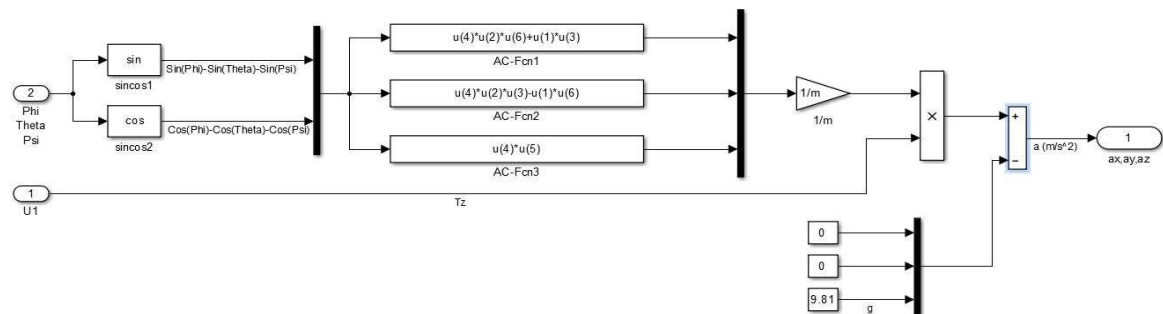 2
Phi
Theta
Psi
sin
sincos1
Sin(Phi)-Sin(Theta)-Sin(Psi)
cos
sincos2
Cos(Phi)-Cos(Theta)-Cos(Psi)
u(4)*u(2)*u(6)+u(1)*u(3)
AC-Fcn1
u(4)*u(2)*u(3)-u(1)*u(6)
AC-Fcn2
u(4)*u(5)
AC-Fcn3
1/m
1/m
×
+
−
a (m/s^2)
1
ax,ay,az
1
U1
Tz
0
0
9.81
g